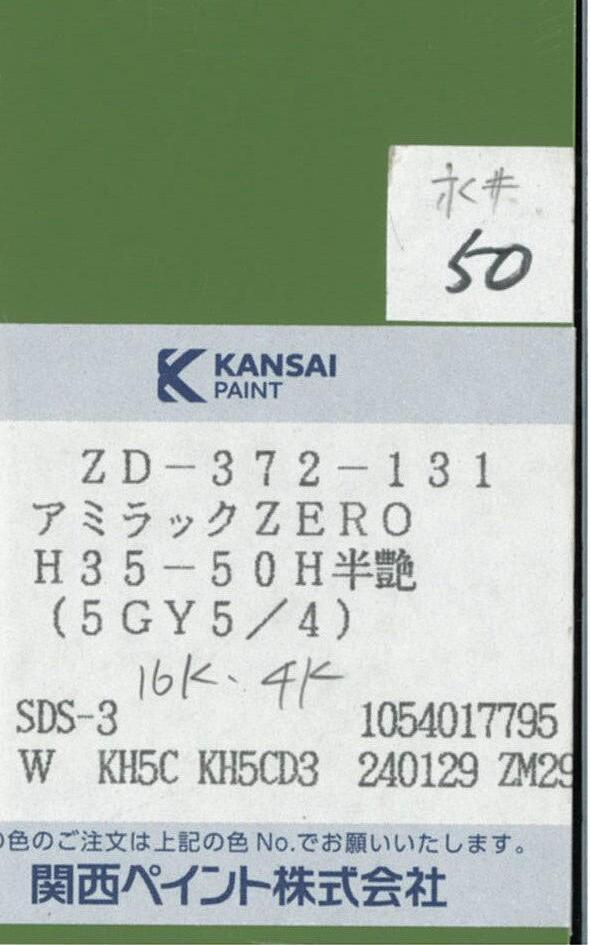 50
KANSAI
PAINT
ZD-372-131
アミラックZERO
H35-50H半艶
(5GY5/4)
16K、4K
SDS-3 1054017795
W KH5C KH5CD3 240129 ZM29
の色のご注文は上記の色No.でお願いいたします。
関西ペイント株式会社